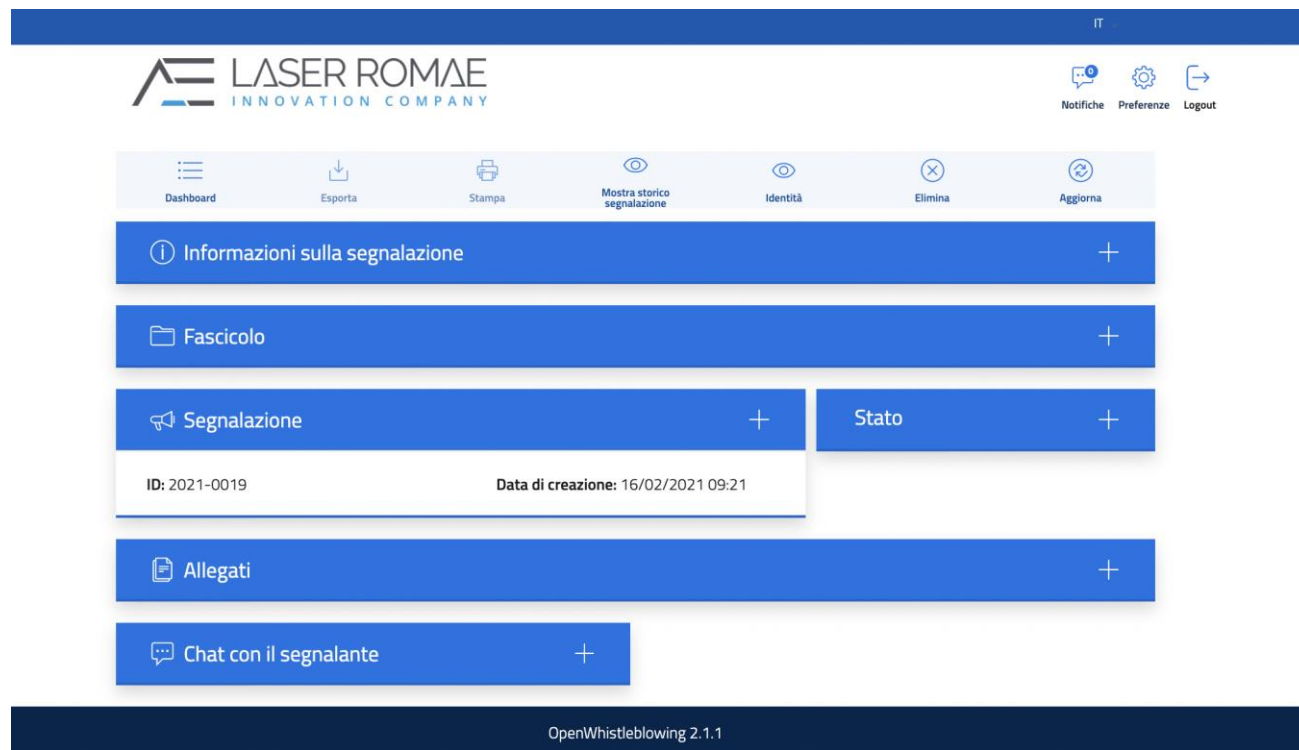 IT
LASER ROMAE
INNOVATION COMPANY
0
Notifiche Preferenze Logout
Dashboard Esporta Stampa Mostra storico segnalazione Identità Elimina Aggiorna
Informazioni sulla segnalazione
Fascicolo
Segnalazione
Stato
ID: 2021-0019 Data di creazione: 16/02/2021 09:21
Allegati
Chat con il segnalante
OpenWhistleblowing 2.1.1